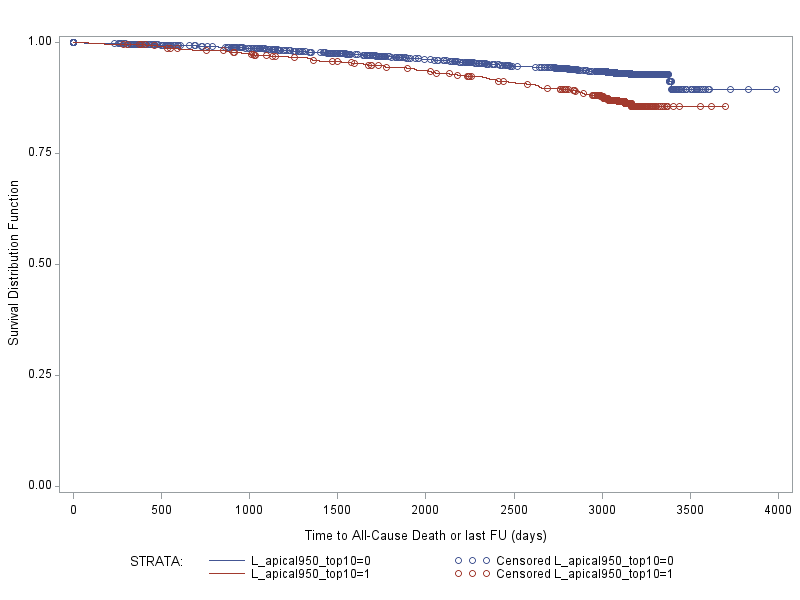 1.00
0.75
0.50
0.25
0.00
Survival Distribution Function
0 500 1000 1500 2000 2500 3000 3500 4000
Time to All-Cause Death or last FU (days)
STRATA: L_apical950_top10=0 Censored L_apical950_top10=0
L_apical950_top10=1 Censored L_apical950_top10=1